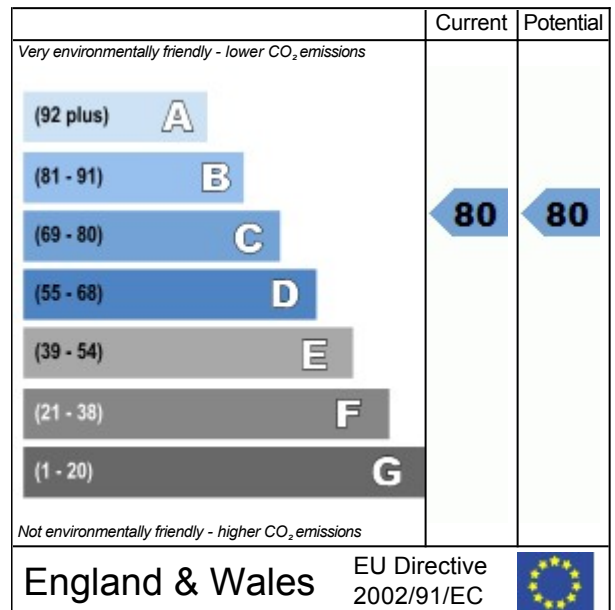 Current Potential
Very environmentally friendly - lower CO₂ emissions
(92 plus) A
(81 - 91) B
(69 - 80) C
80 80
(55 - 68) D
(39 - 54) E
(21 - 38) F
(1 - 20) G
Not environmentally friendly - higher CO₂ emissions
England & Wales
EU Directive
2002/91/EC